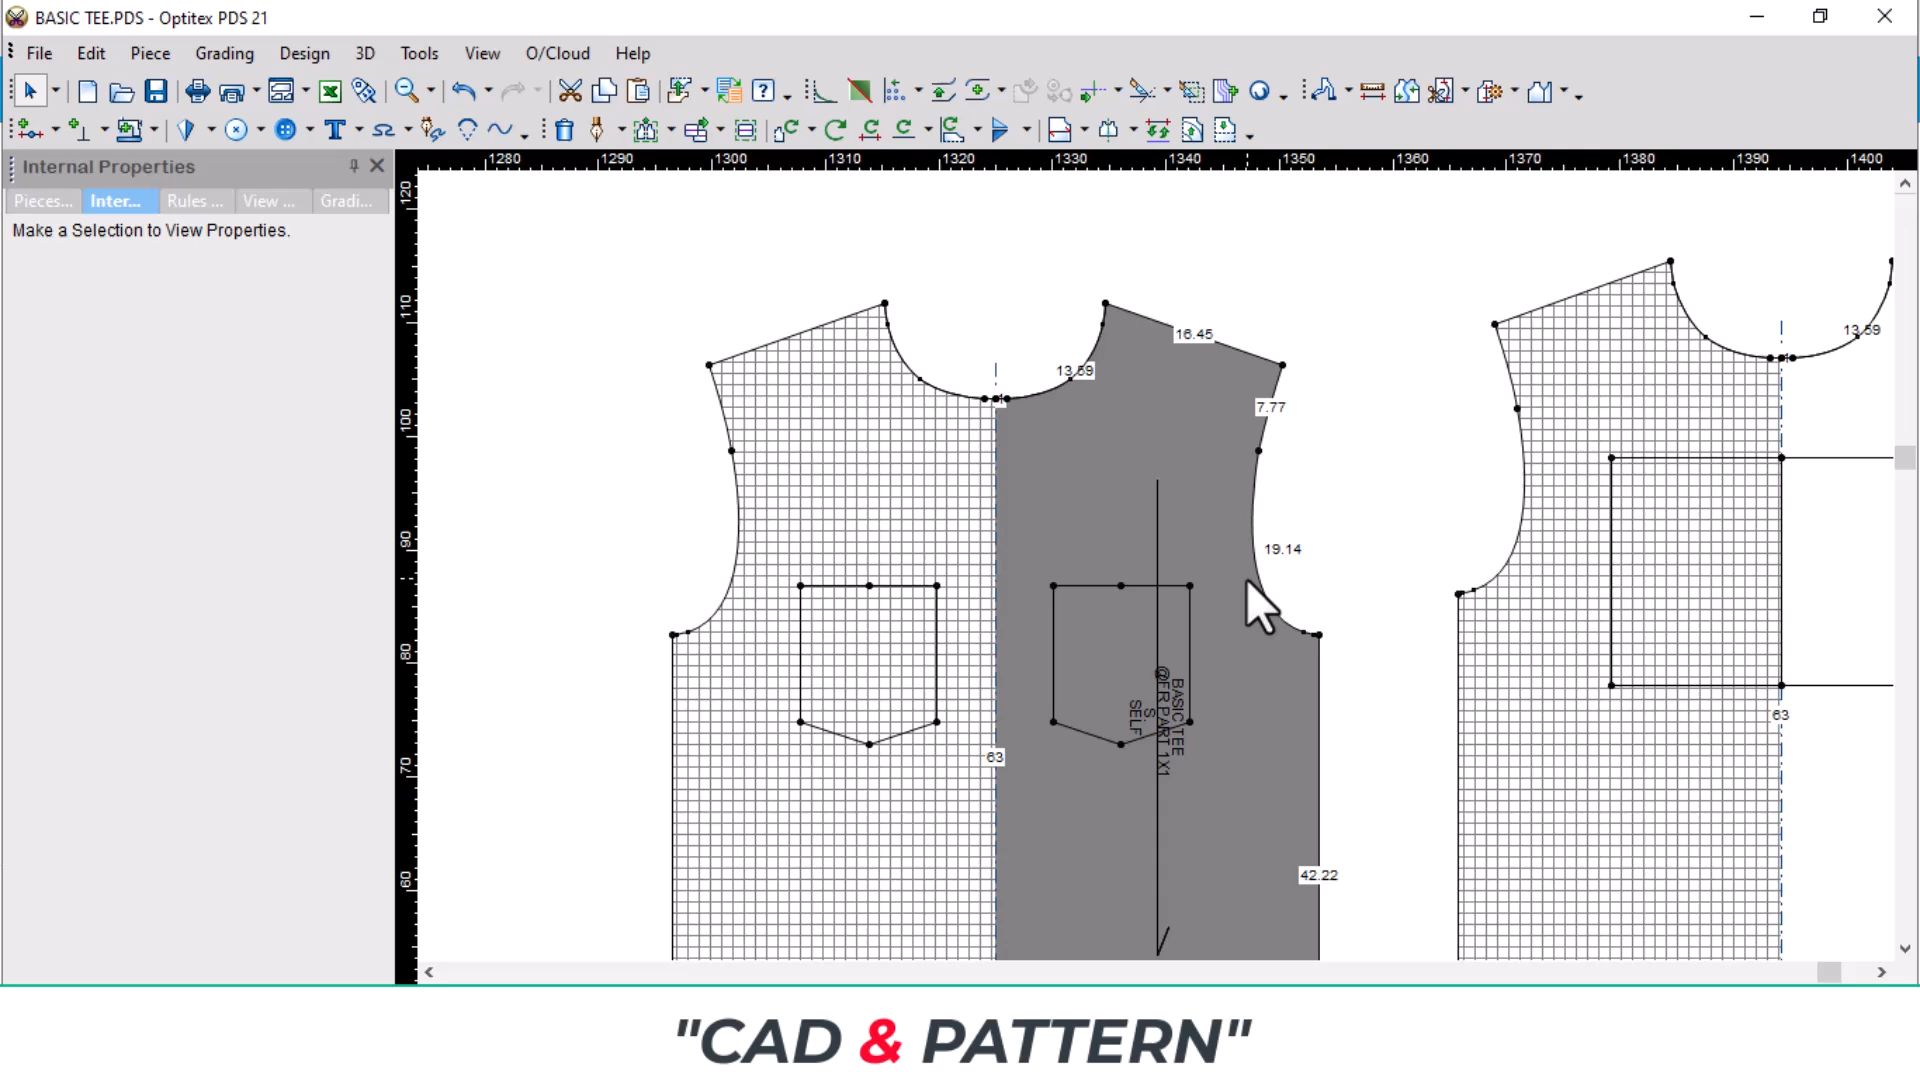 BASIC TEE.PDS - Optitex PDS 21
File Edit Piece Grading Design 3D Tools View O/Cloud Help
Internal Properties
Pieces... Inter... Rules ... View ... Gradi...
Make a Selection to View Properties.
1280 1290 1300 1310 1320 1330 1340 1350 1360 1370 1380 1390 1400
120
110
100
90
80
70
60
16.45
13.59
7.77
19.14
63
42.22
BASIC TEE
@FR PART 1X1
S
SELF
13.59
63
"CAD & PATTERN"